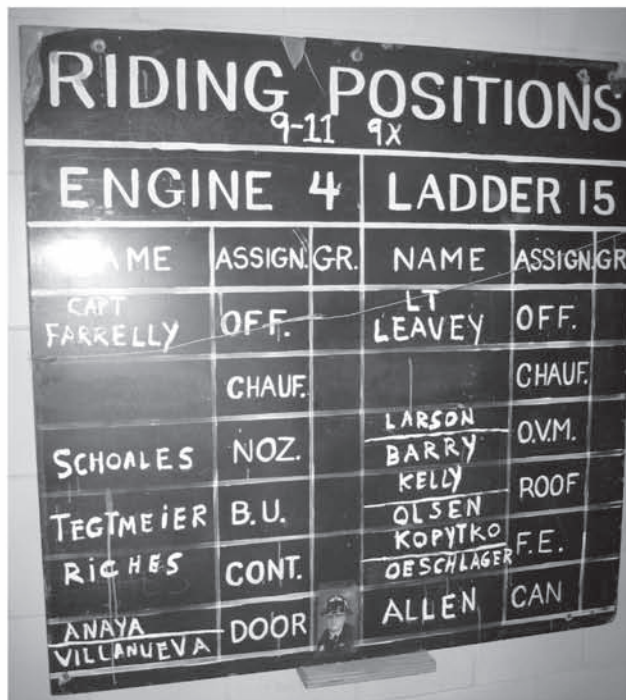 RIDING POSITIONS
9-11 9X
ENGINE 4 LADDER 15
NAME ASSIGN. GR. NAME ASSIGN. GR
CAPT FARRELLY OFF. LT LEAVEY OFF.
CHAUF. CHAUF.
SCHOALES NOZ. LARSON BARRY O.V.M.
TEGTMEIER B.U. KELLY OLSEN ROOF
RICHES CONT. KOPYTKO OESCHLAGER F.E.
ANAYA VILLANUEVA DOOR ALLEN CAN